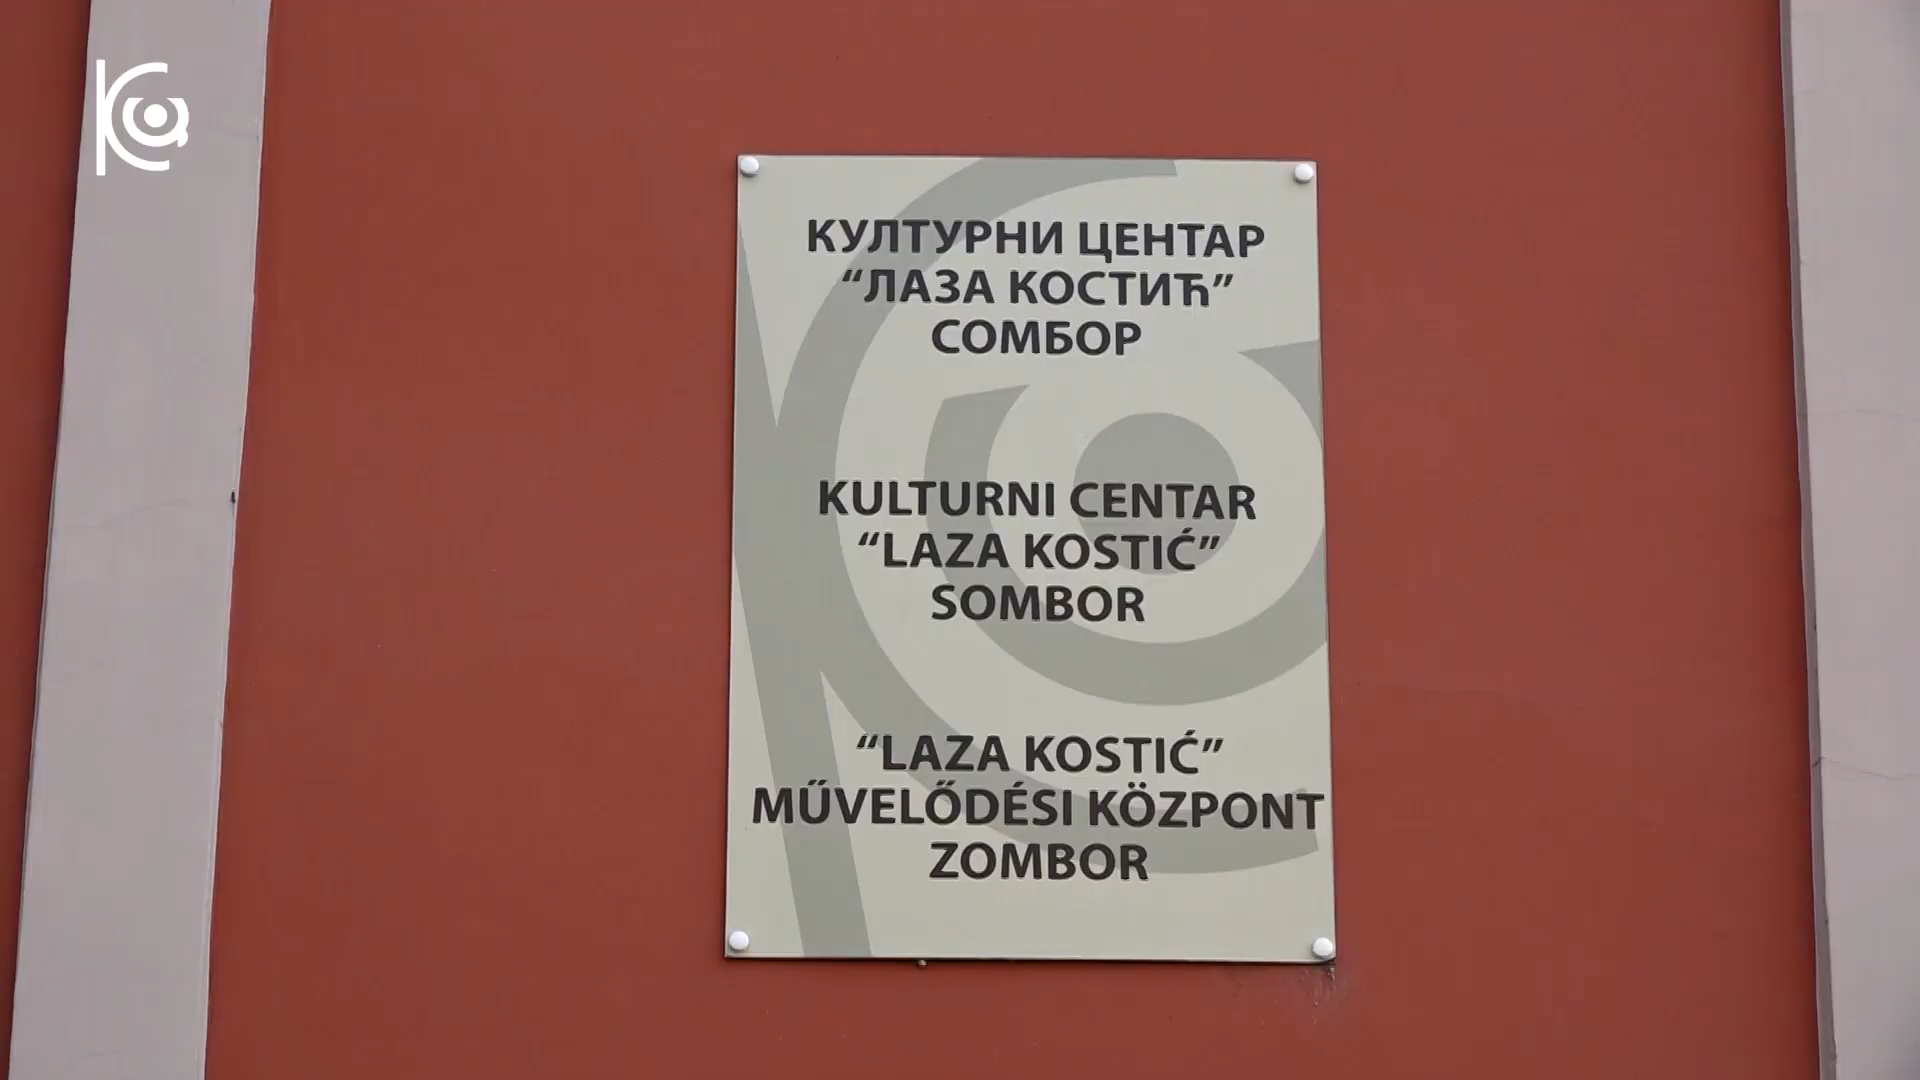 КУЛТУРНИ ЦЕНТАР
“ЛАЗА КОСТИЋ”
СОМБОР
KULTURNI CENTAR
“LAZA KOSTIĆ”
SOMBOR
“LAZA KOSTIĆ”
MŰVELŐDÉSI KÖZPONT
ZOMBOR